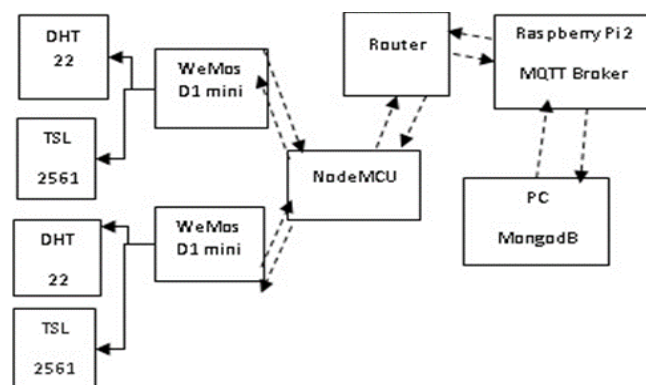 DHT
22
WeMos
D1 mini
Router
Raspberry Pi 2
MQTT Broker
TSL
2561
NodeMCU
PC
MongodB
DHT
22
WeMos
D1 mini
TSL
2561